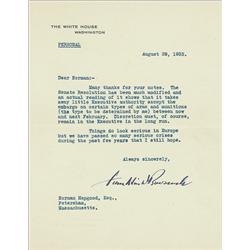 THE WHITE HOUSE
WASHINGTON
PERSONAL
August 29, 1935.
Dear Norman:-
Many thanks for your notes. The
Senate Resolution has been much modified and
an actual reading of it shows that it takes
away little Executive authority except the embargo
on certain types of arms and munitions
(the type to be determined by me) between now
and next February. Discretion must, of course,
remain in the Executive in the long run.
Things do look serious in Europe
but we have passed so many serious crises
during the past five years that I still hope.
Always sincerely,
Franklin D Roosevelt
Norman Hapgood, Esq.,
Petersham,
Massachusetts.